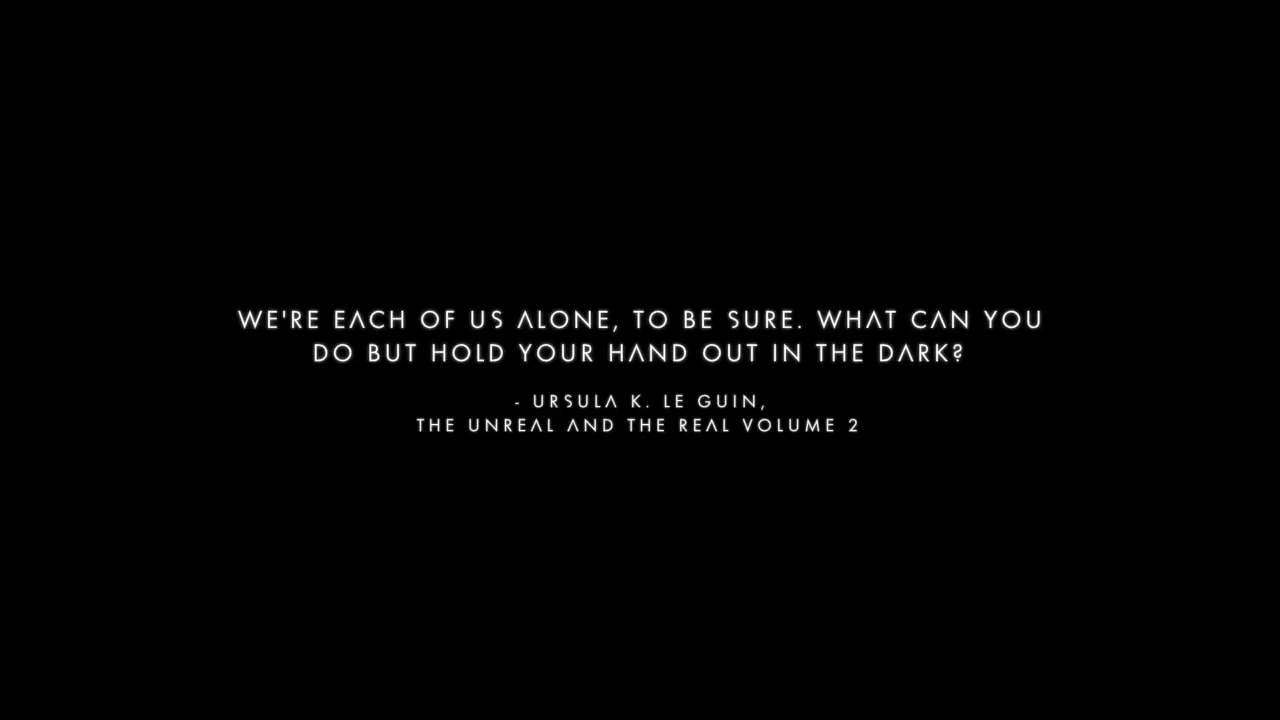 WE'RE EACH OF US ALONE, TO BE SURE. WHAT CAN YOU
DO BUT HOLD YOUR HAND OUT IN THE DARK?
- URSULA K. LE GUIN,
THE UNREAL AND THE REAL VOLUME 2